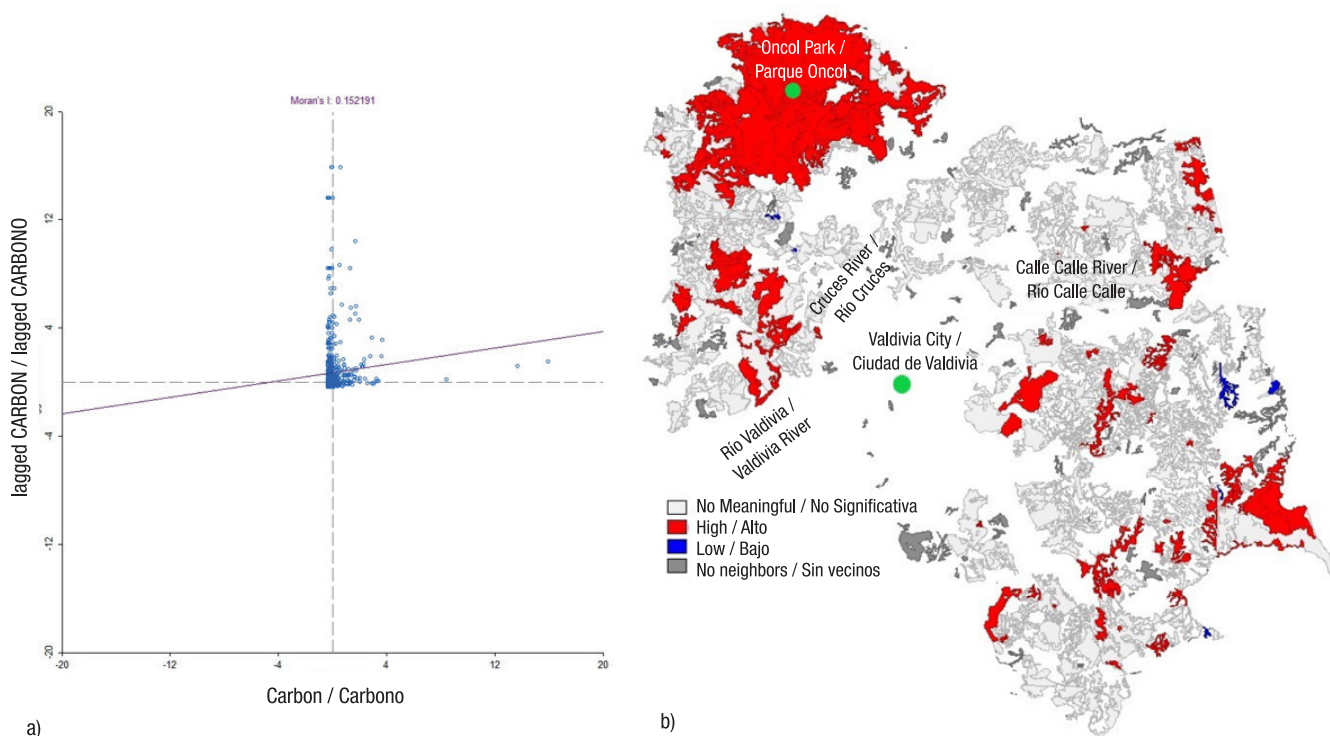 Moran's I: 0.152191
20
12
4
-4
-12
-20
-20
-12
-4
4
12
20
lagged CARBON / lagged CARBONO
Carbon / Carbono
a)
Oncol Park /
Parque Oncol
Cruces River /
Río Cruces
Calle Calle River /
Río Calle Calle
Valdivia City /
Ciudad de Valdivia
Río Valdivia /
Valdivia River
No Meaningful / No Significativa
High / Alto
Low / Bajo
No neighbors / Sin vecinos
b)